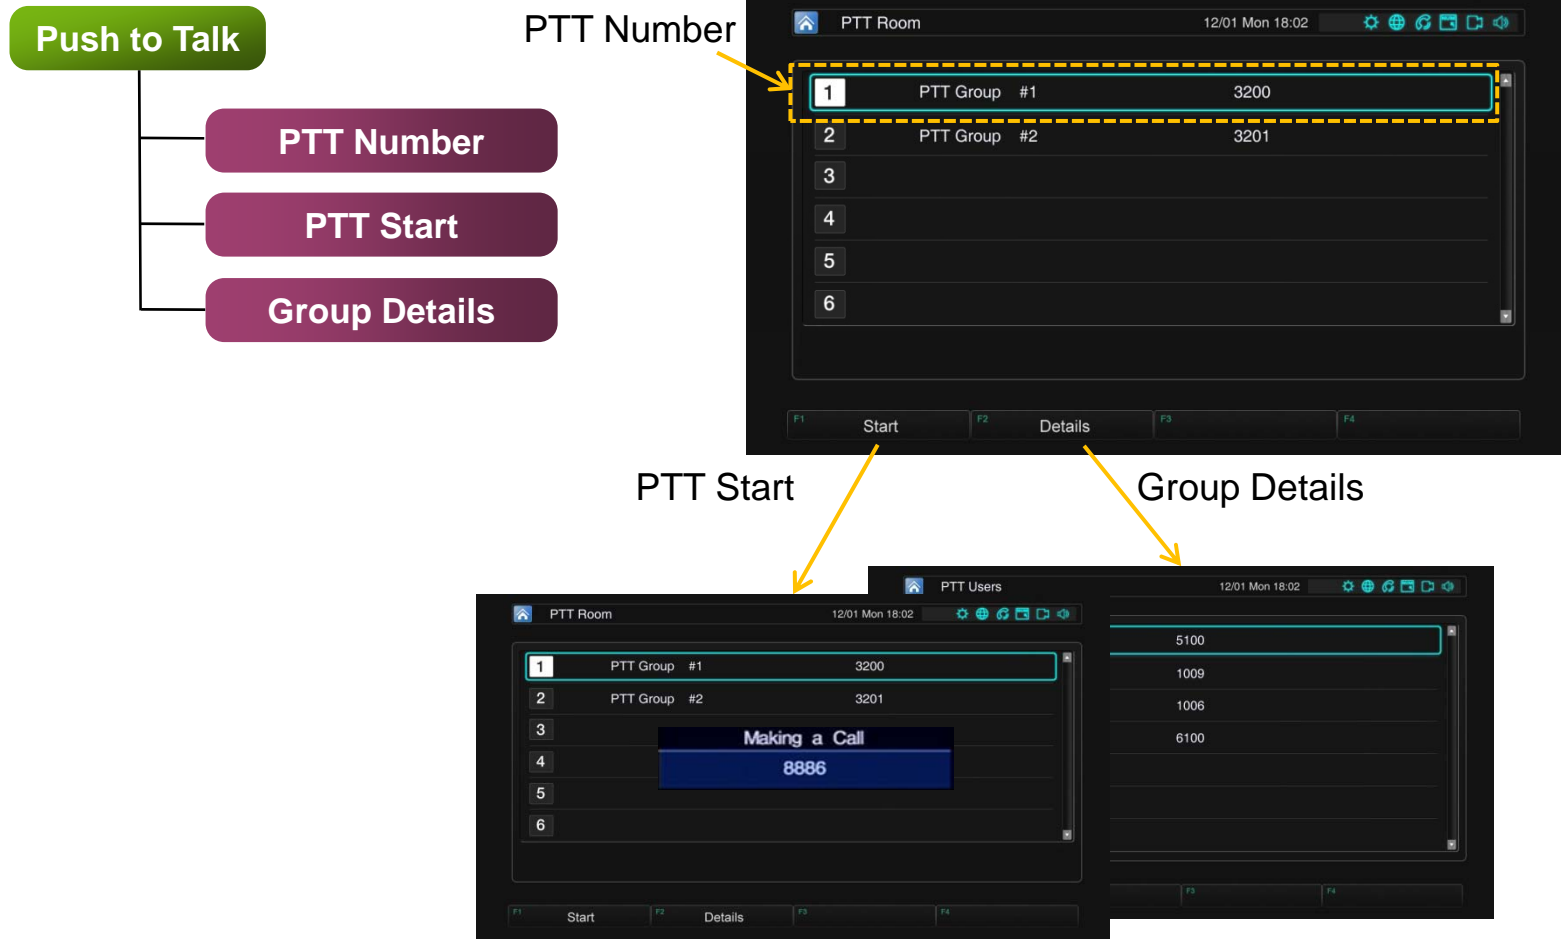 Push to Talk
PTT Number
PTT Start
Group Details
PTT Number
PTT Room 12/01 Mon 18:02
1 PTT Group #1 3200
2 PTT Group #2 3201
3
4
5
6
F1 Start F2 Details F3 F4
PTT Start
Group Details
PTT Room 12/01 Mon 18:02
1 PTT Group #1 3200
2 PTT Group #2 3201
3
4
5
6
Making a Call
8886
F1 Start F2 Details F3 F4
PTT Users 12/01 Mon 18:02
5100
1009
1006
6100
F3 F4